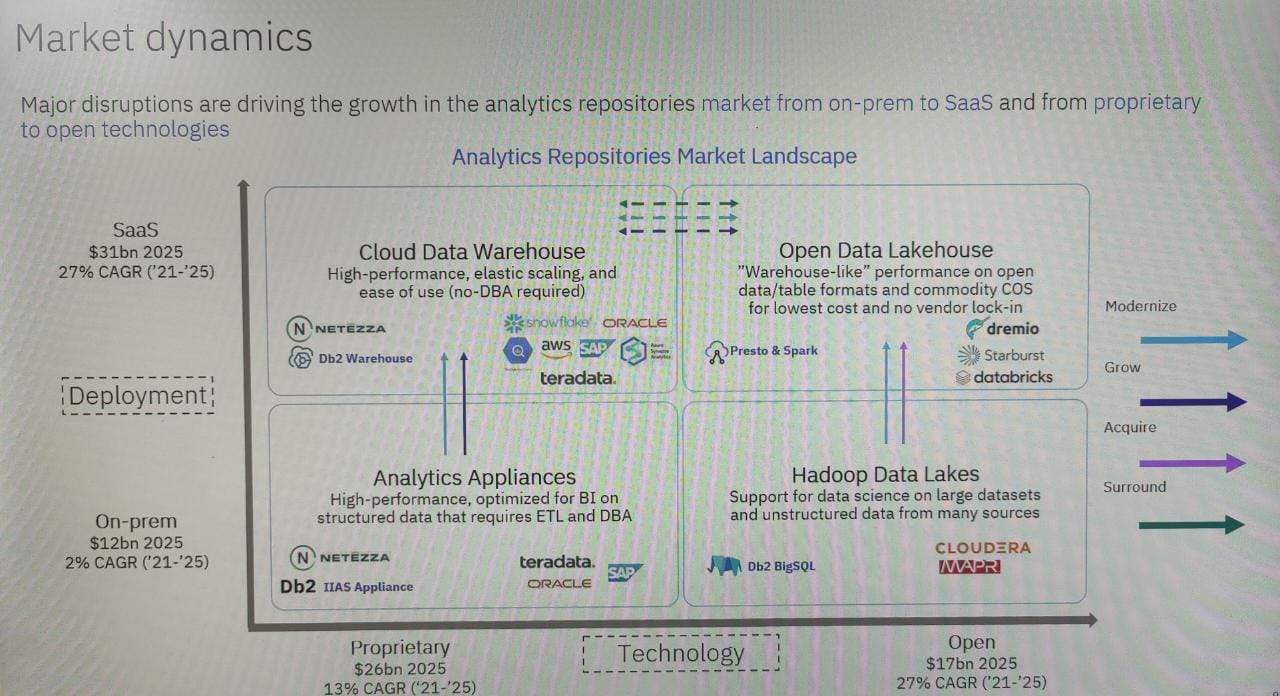 Market dynamics
Major disruptions are driving the growth in the analytics repositories market from on-prem to SaaS and from proprietary
to open technologies
Analytics Repositories Market Landscape
SaaS
$31bn 2025
27% CAGR ('21-'25)
Deployment
On-prem
$12bn 2025
2% CAGR ('21-'25)
Cloud Data Warehouse
High-performance, elastic scaling, and
ease of use (no-DBA required)
N NETEZZA
Db2 Warehouse
snowflake ORACLE
aws SAP Azure Synapse Analytics
teradata.
Open Data Lakehouse
"Warehouse-like" performance on open
data/table formats and commodity COS
for lowest cost and no vendor lock-in
Presto & Spark
dremio
Starburst
databricks
Analytics Appliances
High-performance, optimized for BI on
structured data that requires ETL and DBA
N NETEZZA
Db2 IIAS Appliance
teradata.
ORACLE SAP
Hadoop Data Lakes
Support for data science on large datasets
and unstructured data from many sources
Db2 BigSQL
CLOUDERA
MAPR
Modernize
Grow
Acquire
Surround
Proprietary
$26bn 2025
13% CAGR ('21-'25)
Technology
Open
$17bn 2025
27% CAGR ('21-'25)